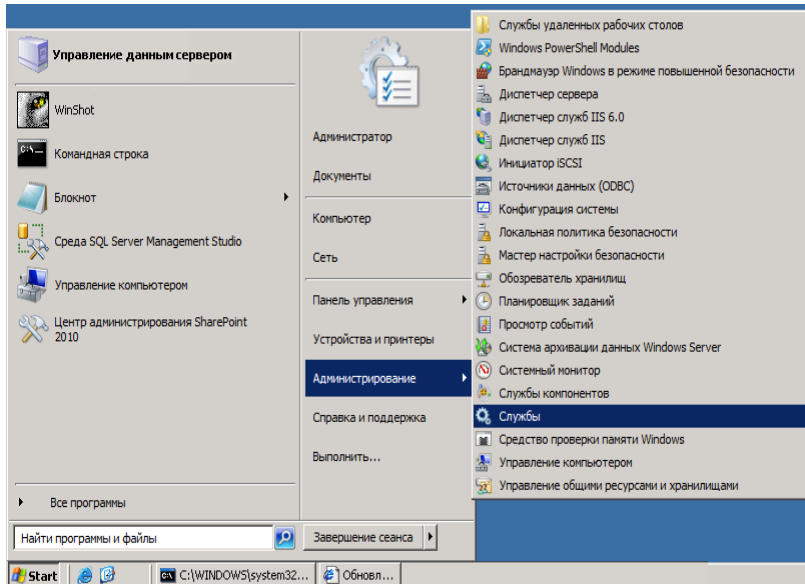 Управление данным сервером
WinShot
Командная строка
Блокнот
Среда SQL Server Management Studio
Управление компьютером
Центр администрирования SharePoint
2010
Все программы
Найти программы и файлы
Администратор
Документы
Компьютер
Сеть
Панель управления
Устройства и принтеры
Администрирование
Справка и поддержка
Выполнить...
Завершение сеанса
Службы удаленных рабочих столов
Windows PowerShell Modules
Брандмауэр Windows в режиме повышенной безопасности
Диспетчер сервера
Диспетчер служб IIS 6.0
Диспетчер служб IIS
Инициатор iSCSI
Источники данных (ODBC)
Конфигурация системы
Локальная политика безопасности
Мастер настройки безопасности
Обозреватель хранилищ
Планировщик заданий
Просмотр событий
Система архивации данных Windows Server
Системный монитор
Службы компонентов
Службы
Средство проверки памяти Windows
Управление компьютером
Управление общими ресурсами и хранилищами
Start
C:\WINDOWS\system32...
Обновл...